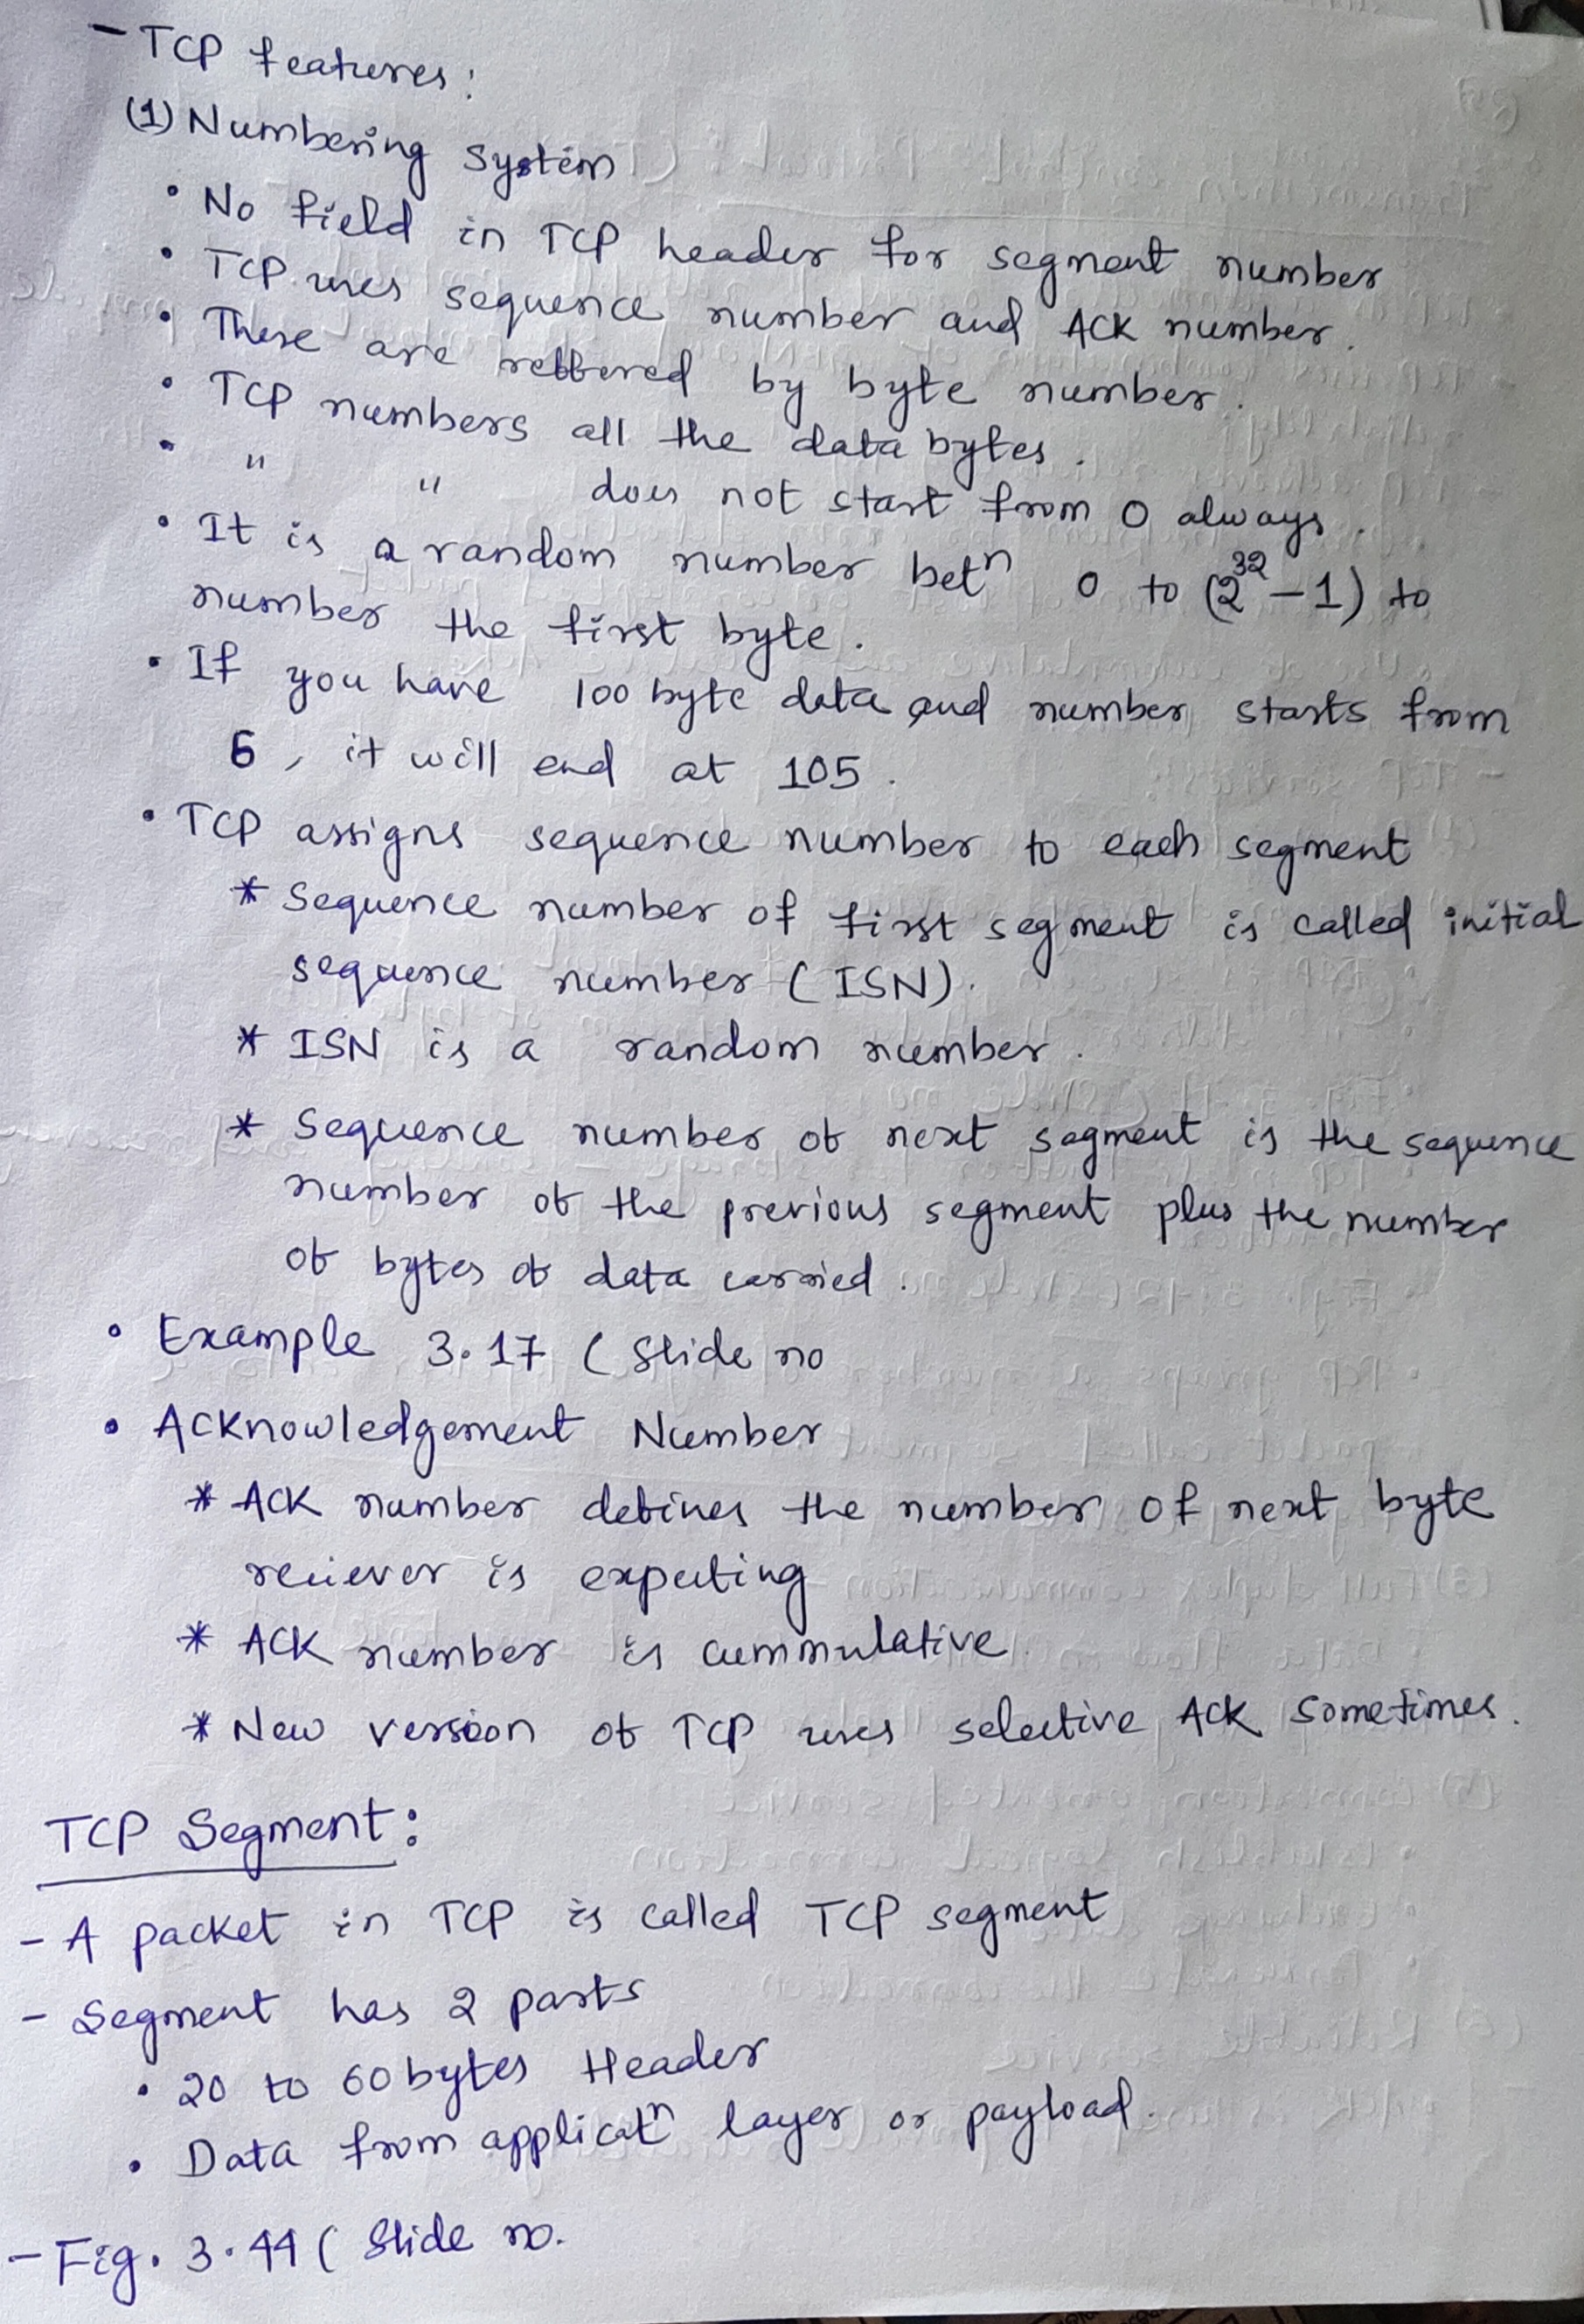 - TCP features :
(1) Numbering System
• No field in TCP header for segment number
• TCP uses sequence number and ACK number.
• These are reffered by byte number.
• TCP numbers all the data bytes.
• " " does not start from 0 always.
• It is a random number betn 0 to (2^32 - 1) to
number the first byte.
• If you have 100 byte data and number starts from
6, it will end at 105.
• TCP assigns sequence number to each segment
* Sequence number of first segment is called initial
sequence number (ISN).
* ISN is a random number.
* Sequence number of next segment is the sequence
number of the previous segment plus the number
of bytes of data carried.
• Example 3.17 ( Slide no
• Acknowledgement Number
* ACK number defines the number of next byte
reciever is expecting
* ACK number is cummulative.
* New version of TCP uses selective ACK sometimes.
TCP Segment :
- A packet in TCP is called TCP segment
- Segment has 2 parts
• 20 to 60 bytes Header
• Data from applicatn layer or payload.
- Fig. 3.44 ( Slide no.